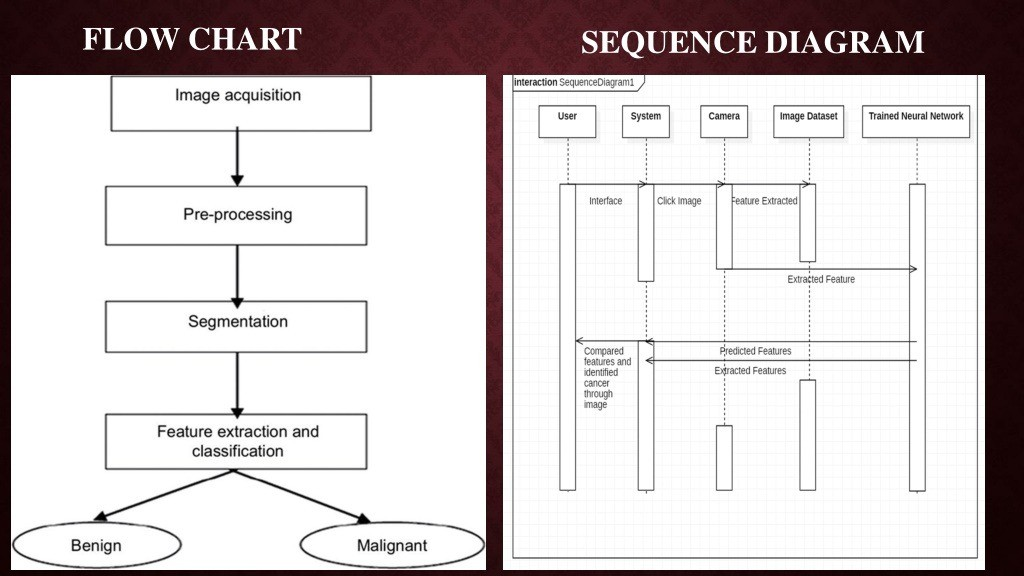 FLOW CHART
SEQUENCE DIAGRAM
Image acquisition
Pre-processing
Segmentation
Feature extraction and
classification
Benign
Malignant
interaction SequenceDiagram1
User
System
Camera
Image Dataset
Trained Neural Network
Interface
Click Image
Feature Extracted
Extracted Feature
Predicted Features
Extracted Features
Compared
features and
identified
cancer
through
image